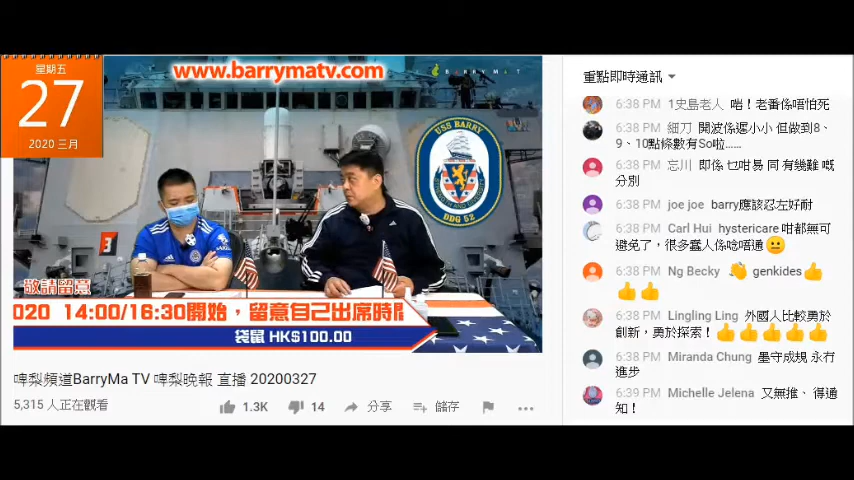 星期五
27
2020 三月
www.barrymatv.com
BARRYMAT
USS BARRY
DDG 52
3
敬請留意
020 14:00/16:30開始，留意自己出席時間
袋鼠 HK$100.00
啤梨頻道BarryMa TV 啤梨晚報 直播 20200327
5,315 人正在觀看
1.3K
14
分享
儲存
重點即時通訊
6:38 PM 1史島老人 啱！老番係唔怕死
6:38 PM 細刀 開波係遲小小 但做到8、
9、10點條數有So啦......
6:38 PM 忘川 即係 乜咁易 同 有幾難 嘅
分別
6:38 PM joe joe barry應該忍左好耐
6:38 PM Carl Hui hystericare 咁都無可
避免了，很多蠢人係唸唔通😐
6:38 PM Ng Becky 👋 genkides👍
👍👍
6:38 PM Lingling Ling 外國人比較勇於
創新，勇於探索！👍👍👍👍👍
6:38 PM Miranda Chung 墨守成規 永冇
進步
6:39 PM Michelle Jelena 又無推、 得通
知！